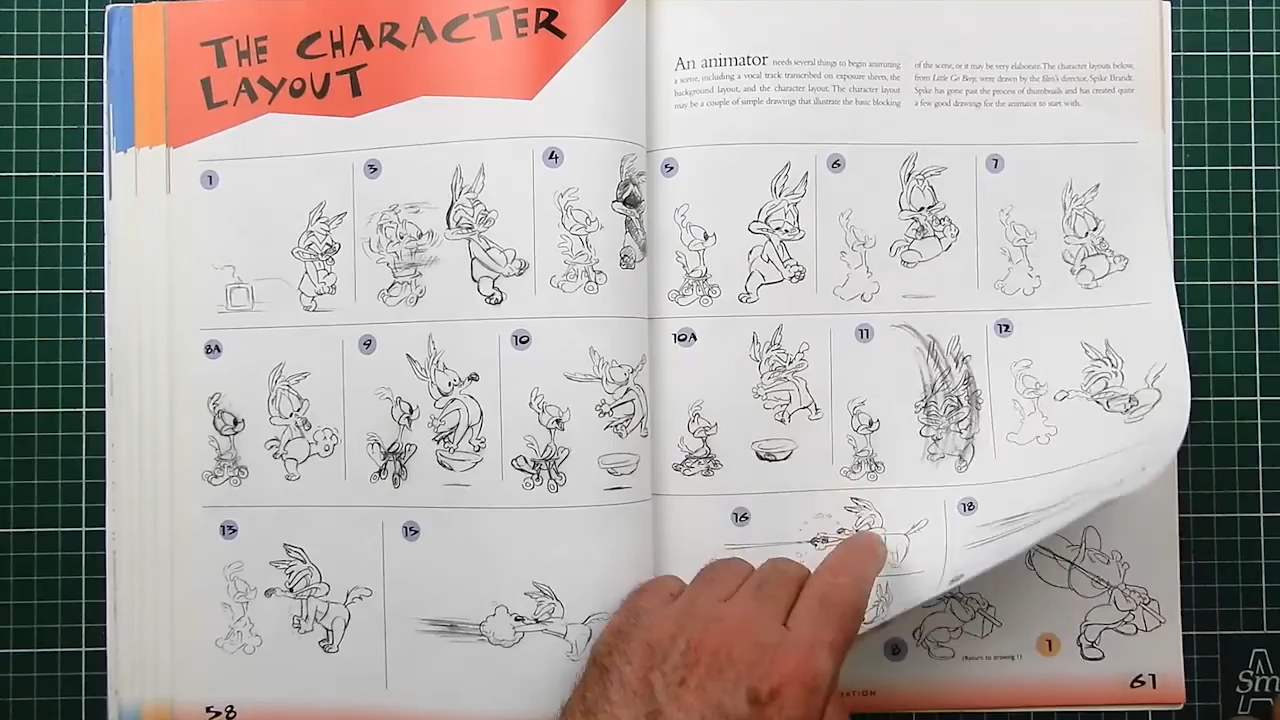 THE CHARACTER
LAYOUT
An animator needs several things to begin animating
a scene, including a vocal track transcribed on exposure sheets, the
background layout, and the character layout. The character layout
may be a couple of simple drawings that illustrate the basic blocking
of the scene, or it may be very elaborate. The character layouts below,
from Little Go Beep, were drawn by the film's director, Spike Brandt.
Spike has gone past the process of thumbnails and has created quite
a few good drawings for the animator to start with.
1
3
4
5
6
7
8A
9
10
10A
11
12
13
15
16
18
8
(Return to drawing 1)
1
58
61
Sm